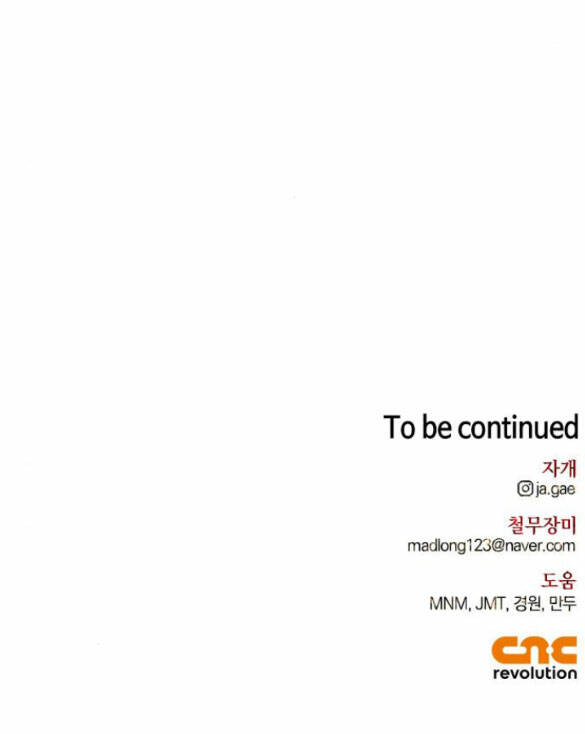 To be continued
자개
ja.gae
철무장미
madlong123@naver.com
도움
MNM, JMT, 경원, 만두
cnc
revolution